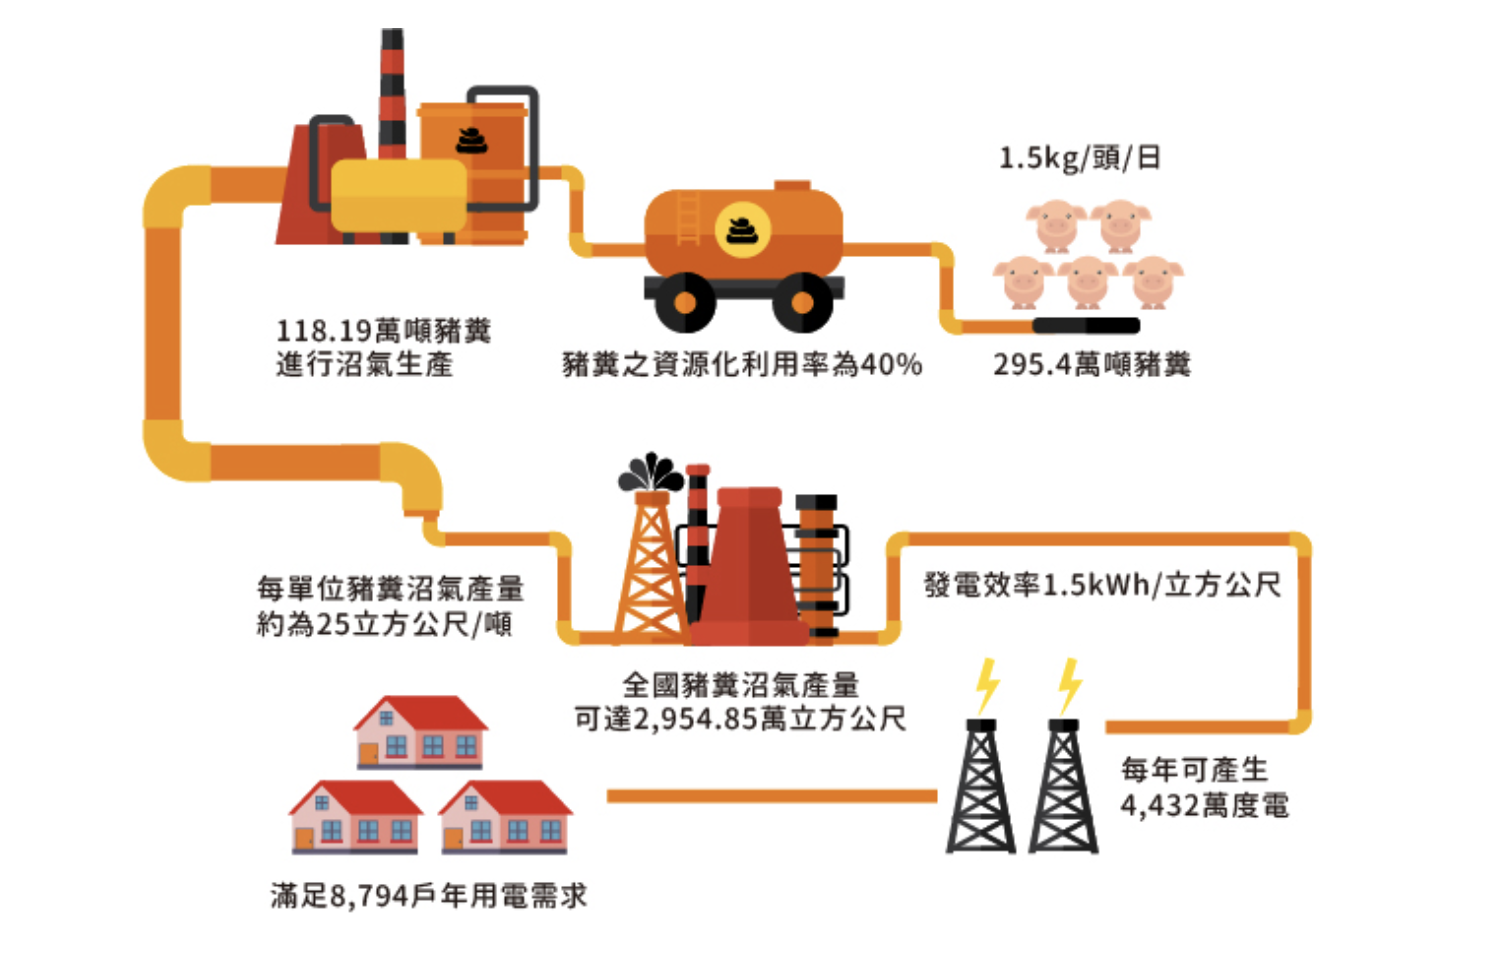 1.5kg/頭/日
295.4萬噸豬糞
豬糞之資源化利用率為40%
118.19萬噸豬糞
進行沼氣生產
每單位豬糞沼氣產量
約為25立方公尺/噸
全國豬糞沼氣產量
可達2,954.85萬立方公尺
發電效率1.5kWh/立方公尺
每年可產生
4,432萬度電
滿足8,794戶年用電需求